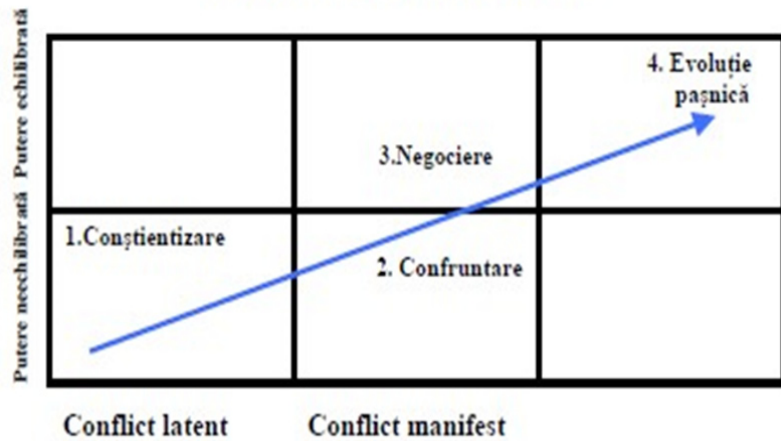 Putere echilibrată
4. Evoluție
pașnică
3.Negociere
Putere neechilibrată
1.Conștientizare
2. Confruntare
Conflict latent
Conflict manifest